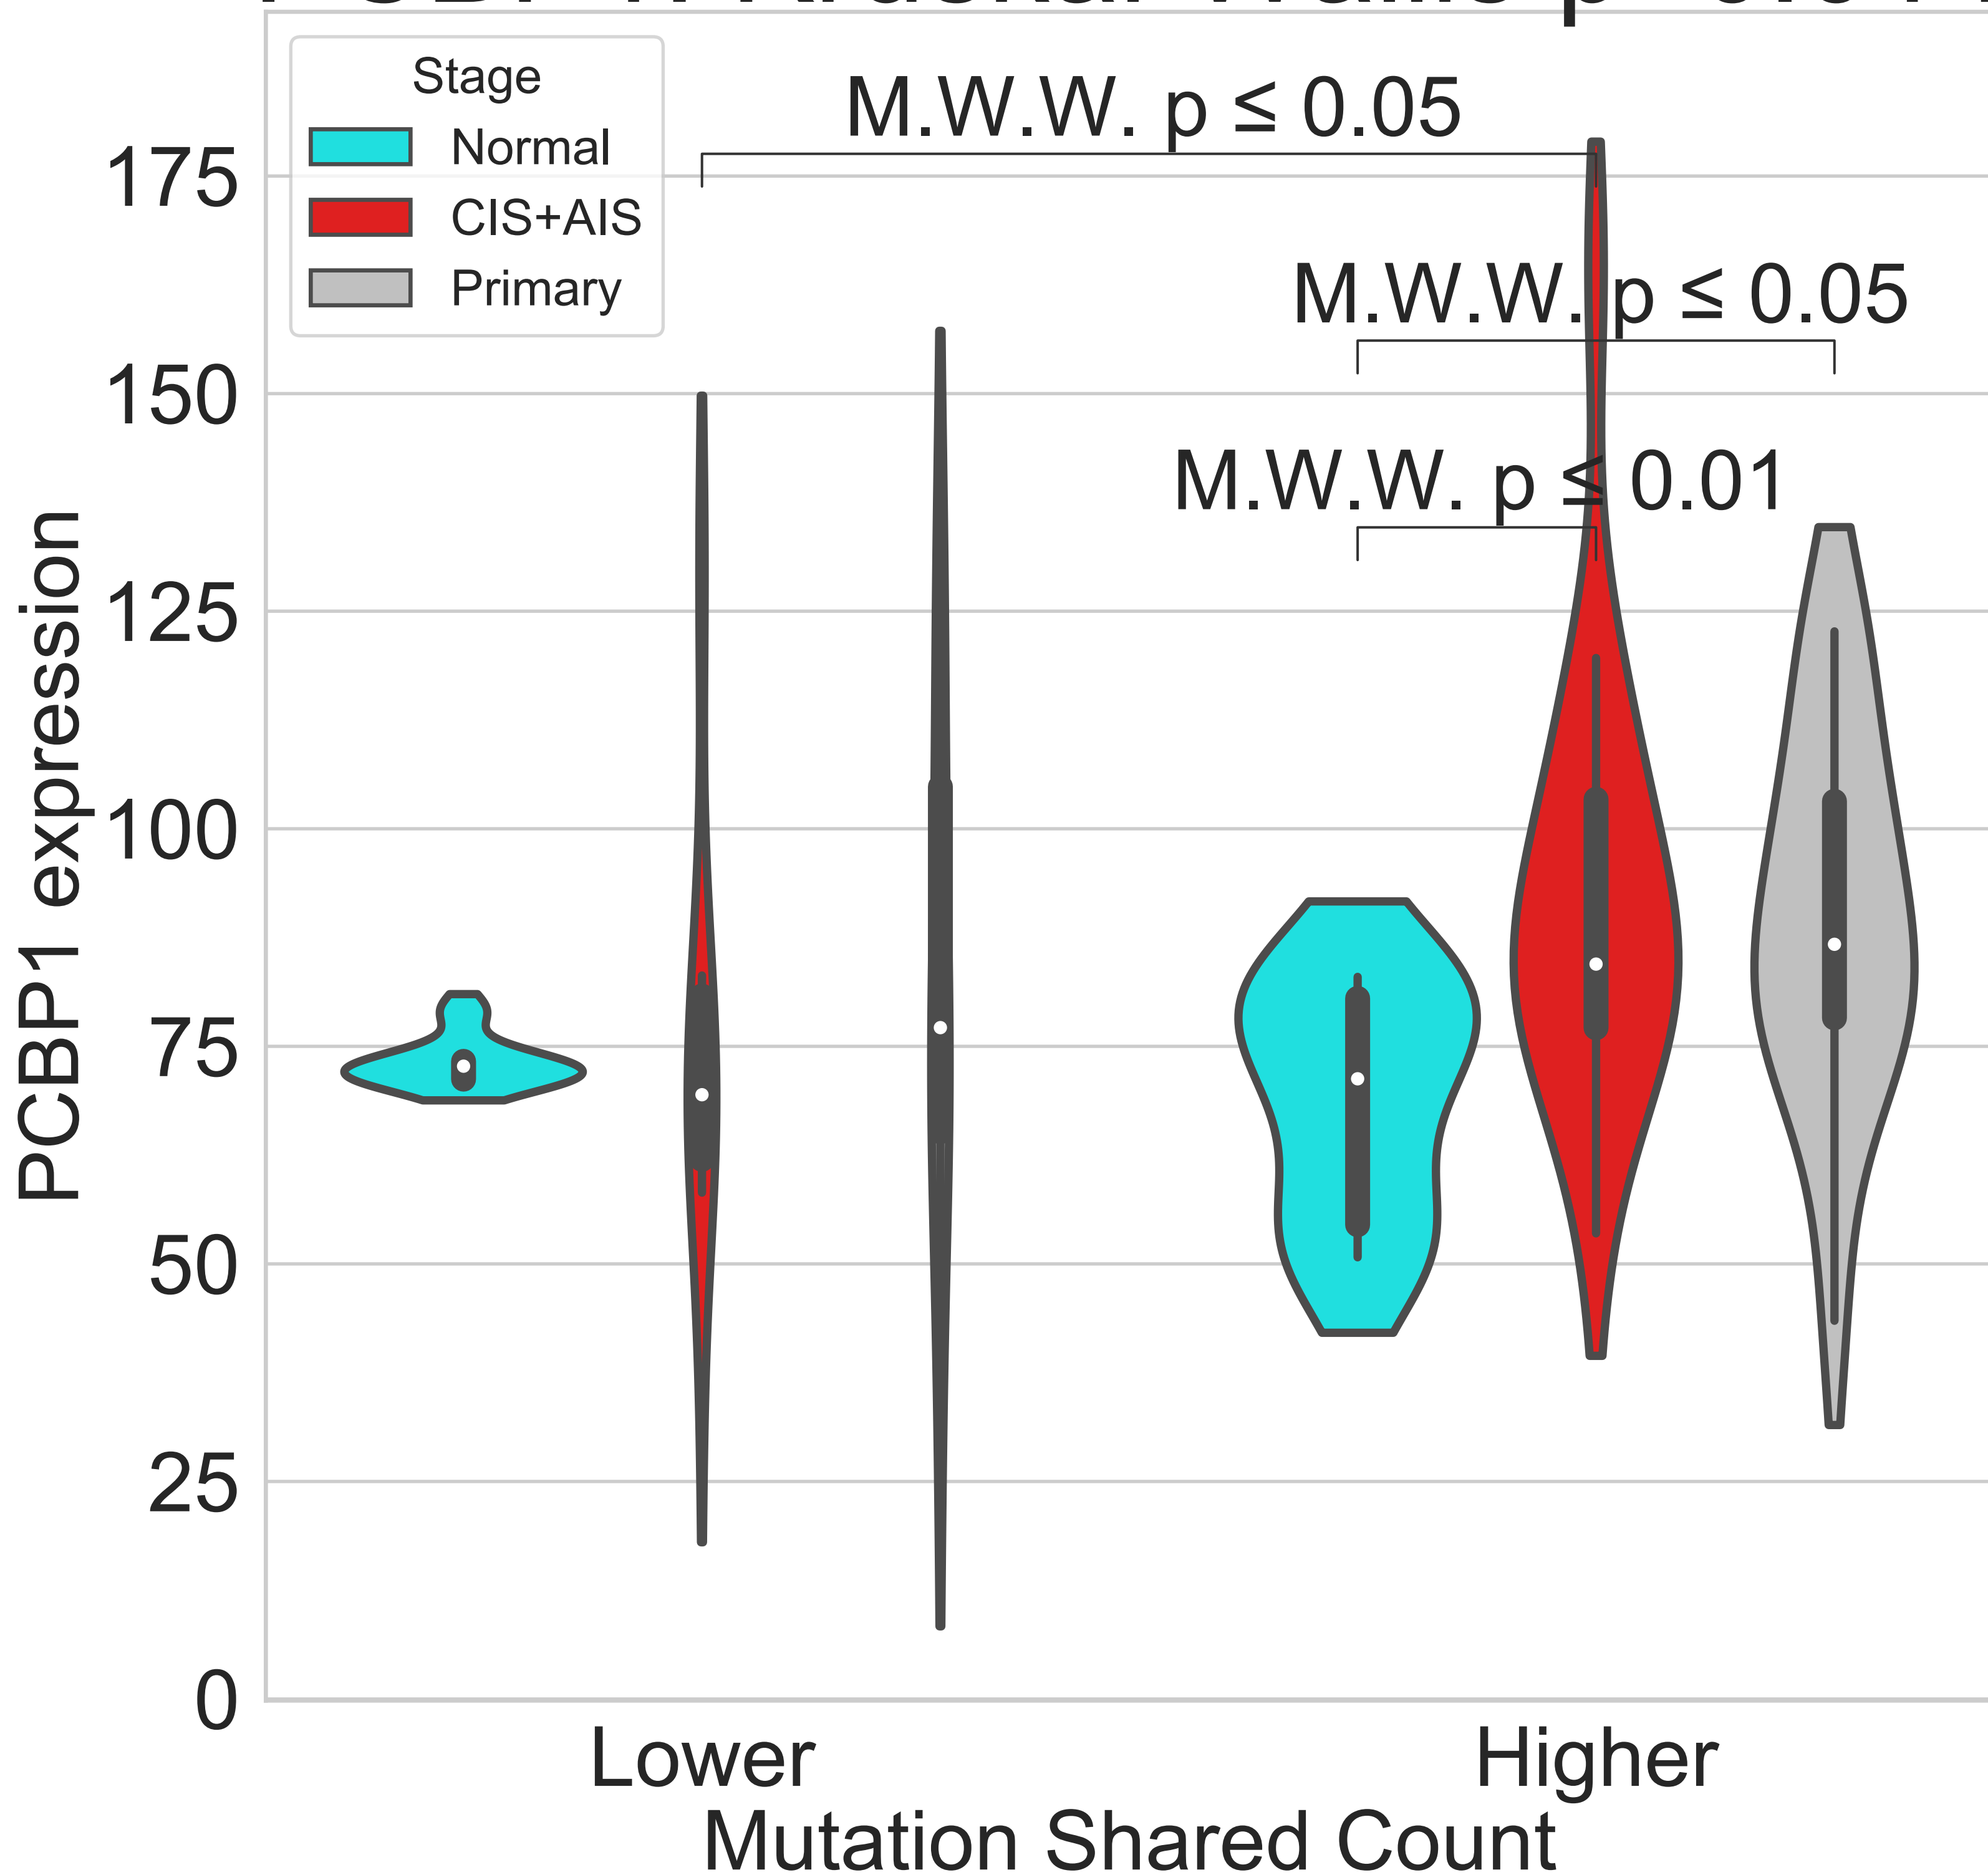 Stage
Normal
CIS+AIS
Primary
M.W.W. p ≤ 0.05
M.W.W. p ≤ 0.05
M.W.W. p ≤ 0.01
175
150
125
100
75
50
25
0
PCBP1 expression
Lower
Higher
Mutation Shared Count